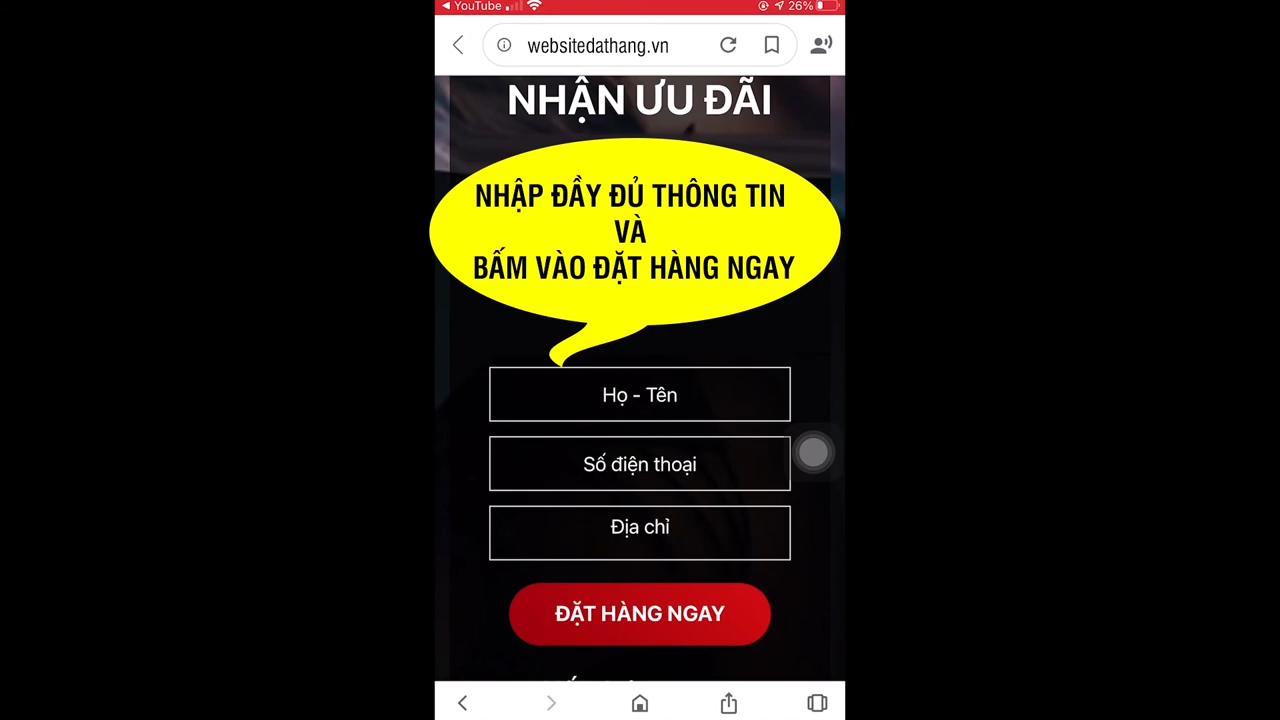 YouTube
26%
websitedathang.vn
NHẬN ƯU ĐÃI
NHẬP ĐẦY ĐỦ THÔNG TIN
VÀ
BẤM VÀO ĐẶT HÀNG NGAY
Họ - Tên
Số điện thoại
Địa chỉ
ĐẶT HÀNG NGAY